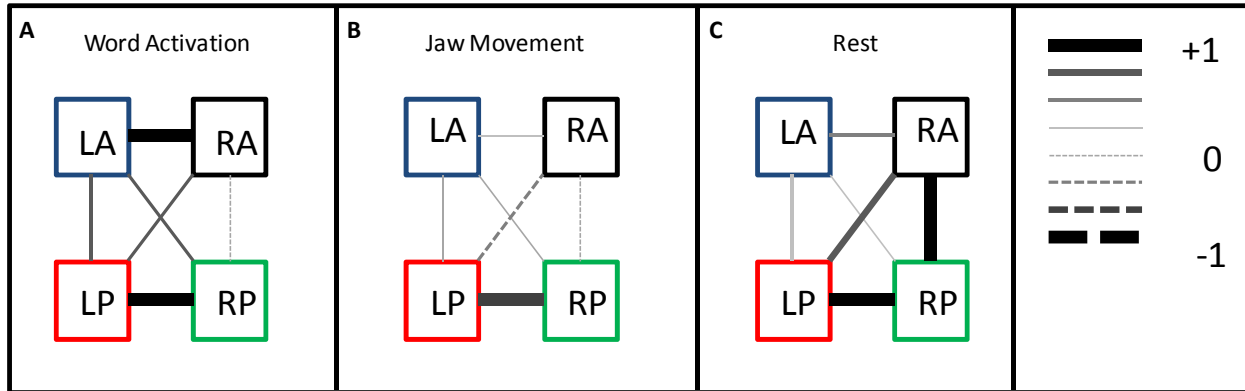 A
Word Activation
LA
RA
LP
RP
B
Jaw Movement
LA
RA
LP
RP
C
Rest
LA
RA
LP
RP
+1
0
-1